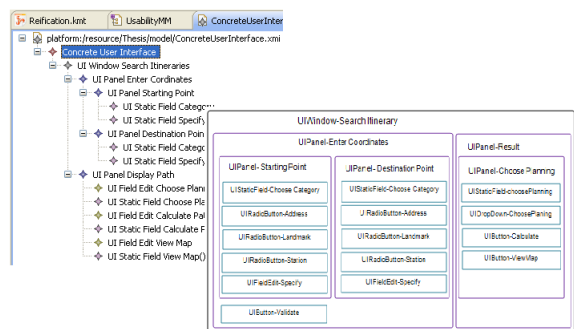 Reification.kmt
UsabilityMM
ConcreteUserInter
platform:/resource/Thesis/model/ConcreteUserInterface.xmi
Concrete User Interface
UI Window Search Itineraries
UI Panel Enter Cordinates
UI Panel Starting Point
UI Static Field Category
UI Static Field Specify
UI Panel Destination Poin
UI Static Field Categc
UI Static Field Specify
UI Panel Display Path
UI Field Edit Choose Plan
UI Static Field Choose Pla
UI Field Edit Calculate Pat
UI Static Field Calculate F
UI Field Edit View Map
UI Static Field View Map()
UIWindow-SearchItinerary
UIPanel-Enter Coordinates
UIPanel-StartingPoint
UIStaticField-Choose Category
UIRadioButton-Address
UIRadioButton-Landmark
UIRadioButton-Station
UIFieldEdit-Specify
UIButton-Validate
UIPanel-Destination Point
UIStaticField-Choose Category
UIRadioButton-Address
UIRadioButton-Landmark
UIRadioButton-Station
UIFieldEdit-Specify
UIPanel-Result
UIPanel-Choose Planning
UIStaticField-choosePlanning
UIDropDown-ChoosePlaning
UIButton-Calculate
UIButton-ViewMap